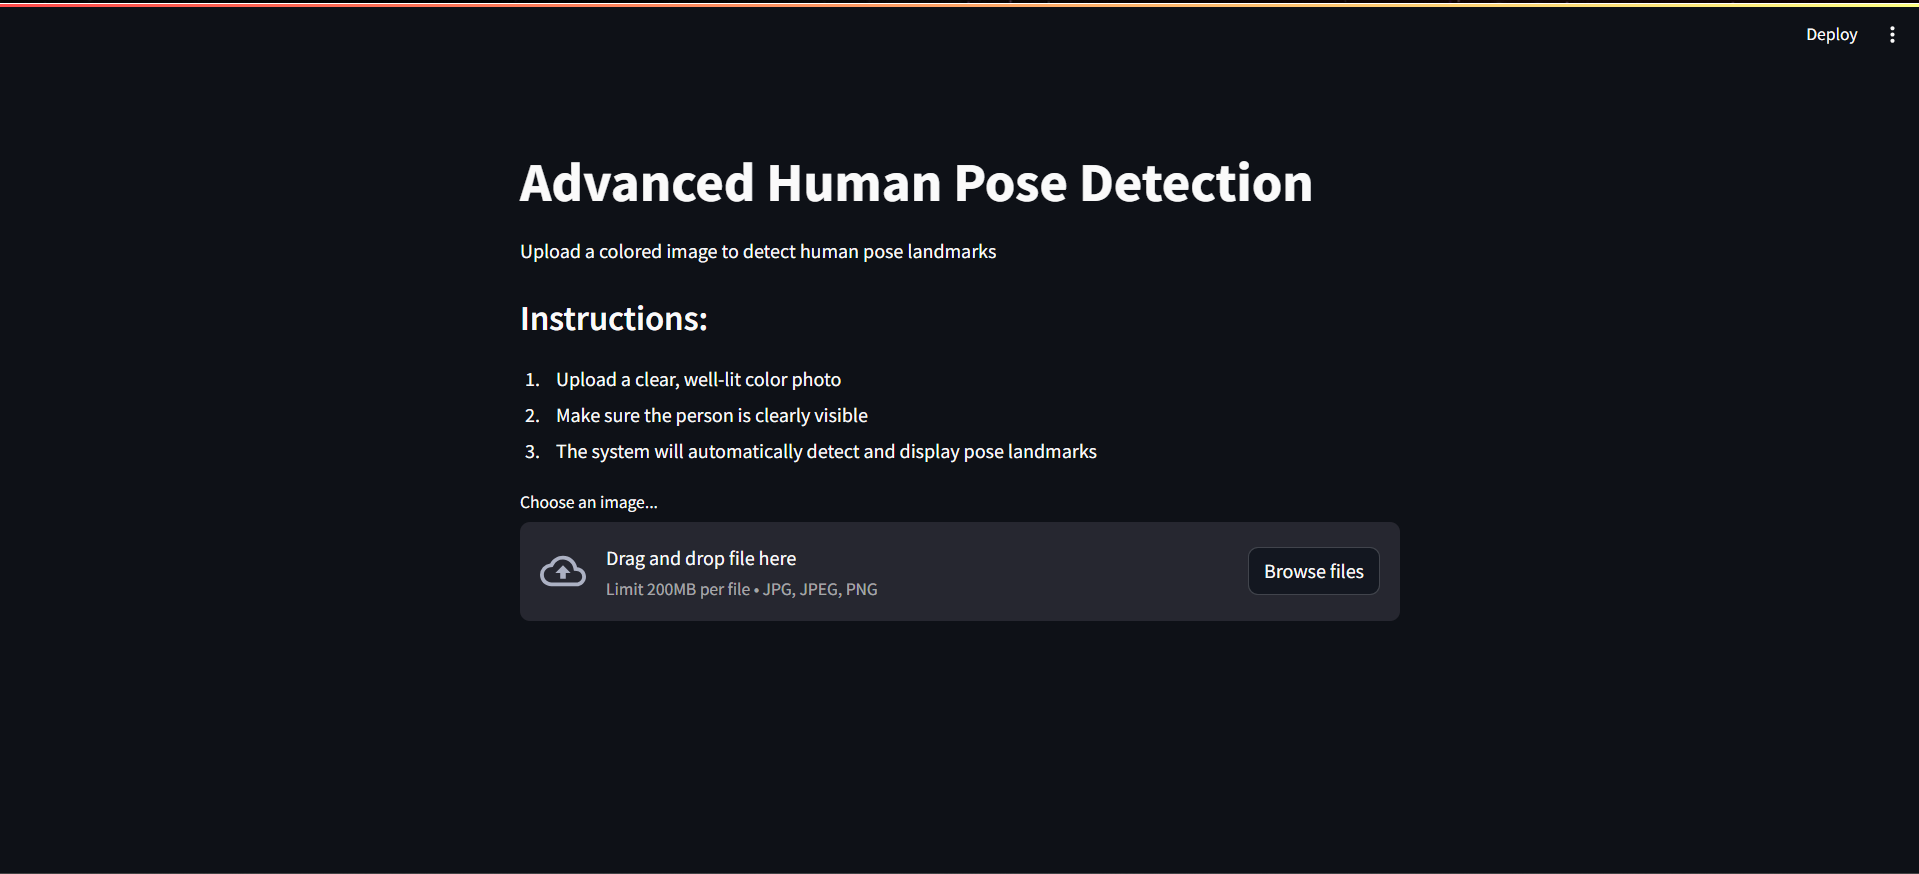 Deploy
Advanced Human Pose Detection
Upload a colored image to detect human pose landmarks
Instructions:
1. Upload a clear, well-lit color photo
2. Make sure the person is clearly visible
3. The system will automatically detect and display pose landmarks
Choose an image...
Drag and drop file here
Limit 200MB per file • JPG, JPEG, PNG
Browse files